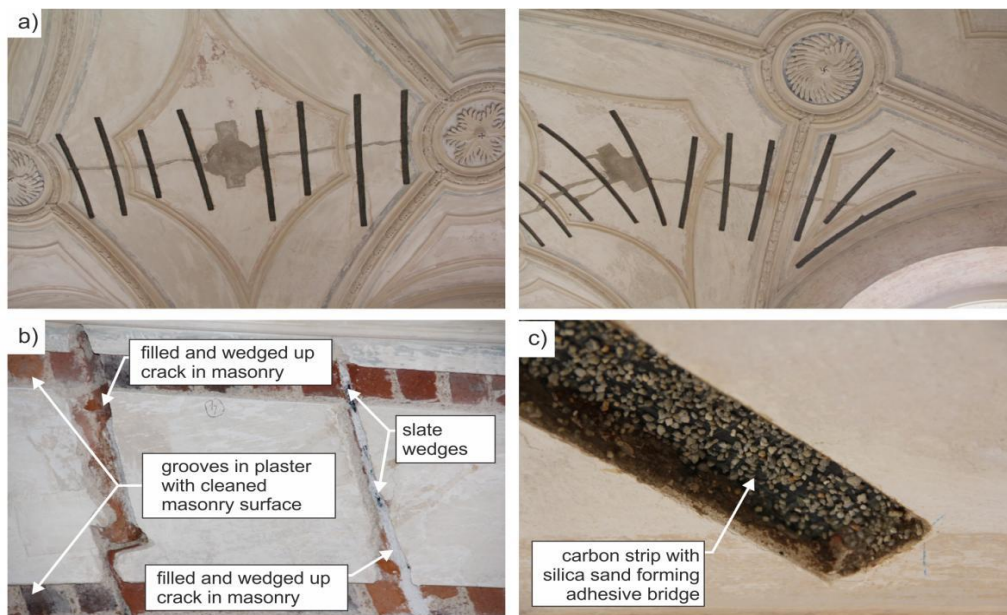 a)
b)
filled and wedged up
crack in masonry
slate
wedges
grooves in plaster
with cleaned
masonry surface
filled and wedged up
crack in masonry
c)
carbon strip with
silica sand forming
adhesive bridge